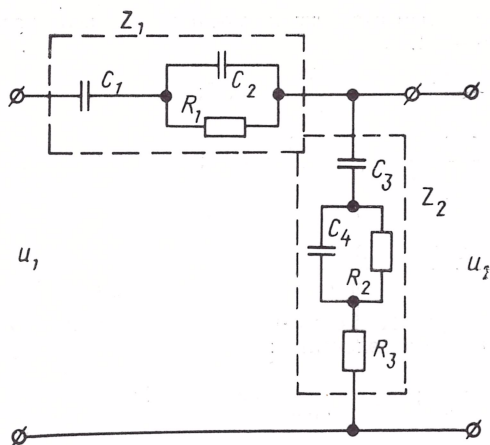 Z₁
C₁
C₂
R₁
C₃
Z₂
C₄
R₂
R₃
u₁
u₂